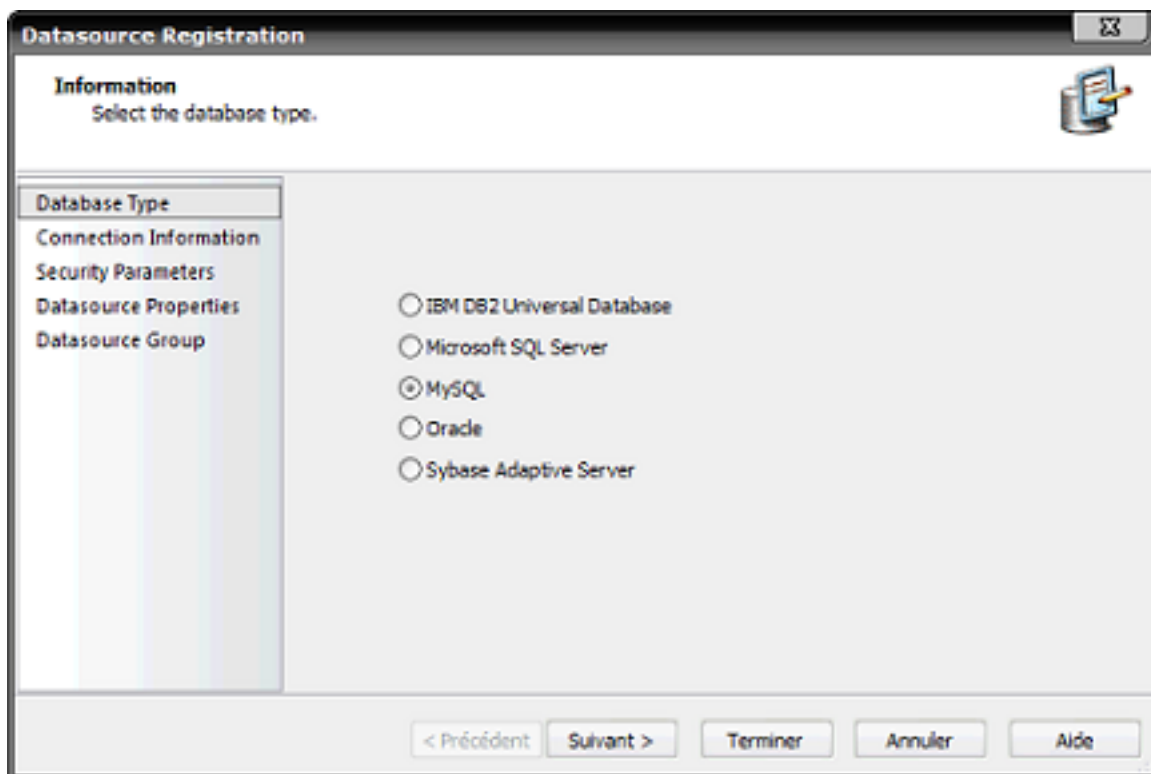 Datasource Registration
Information
Select the database type.
Database Type
Connection Information
Security Parameters
Datasource Properties
Datasource Group
IBM DB2 Universal Database
Microsoft SQL Server
MySQL
Oracle
Sybase Adaptive Server
< Précédent Suivant > Terminer Annuler Aide